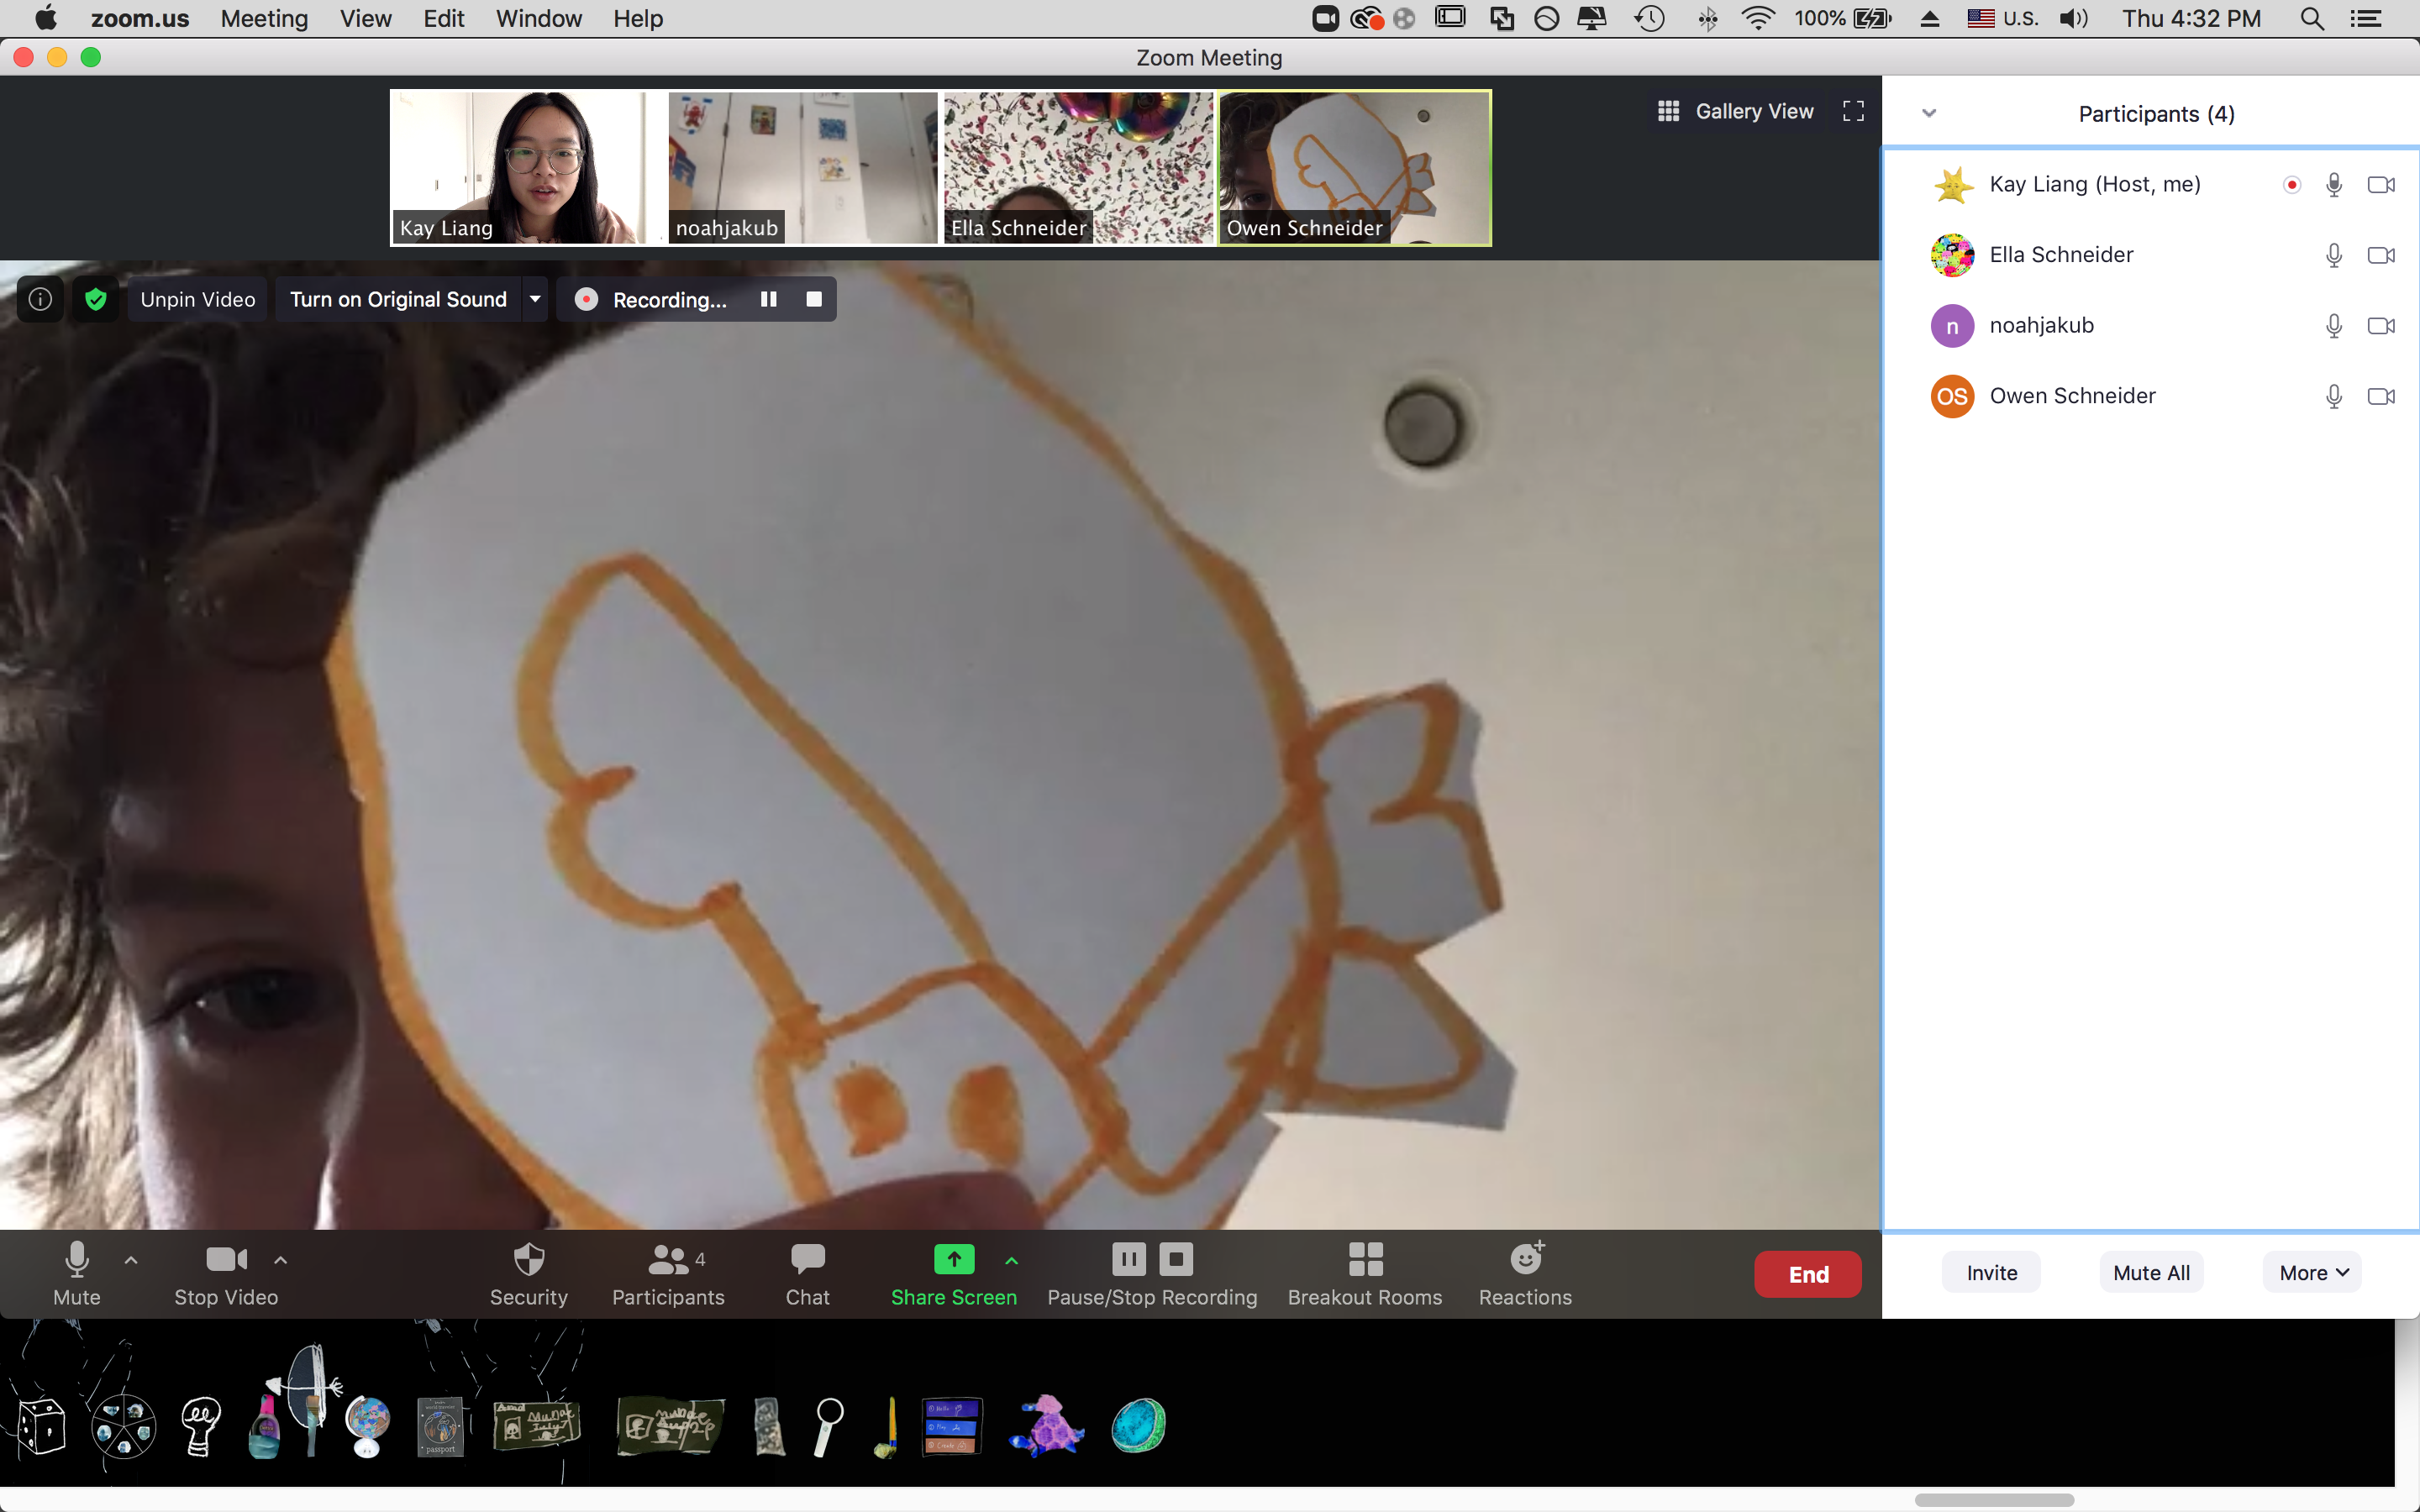 zoom.us Meeting View Edit Window Help
100% U.S. Thu 4:32 PM
Zoom Meeting
Kay Liang
noahjakub
Ella Schneider
Owen Schneider
Gallery View
Unpin Video
Turn on Original Sound
Recording...
Participants (4)
Kay Liang (Host, me)
Ella Schneider
n
noahjakub
OS
Owen Schneider
Mute
Stop Video
Security
4
Participants
Chat
Share Screen
Pause/Stop Recording
Breakout Rooms
Reactions
End
Invite
Mute All
More
passport